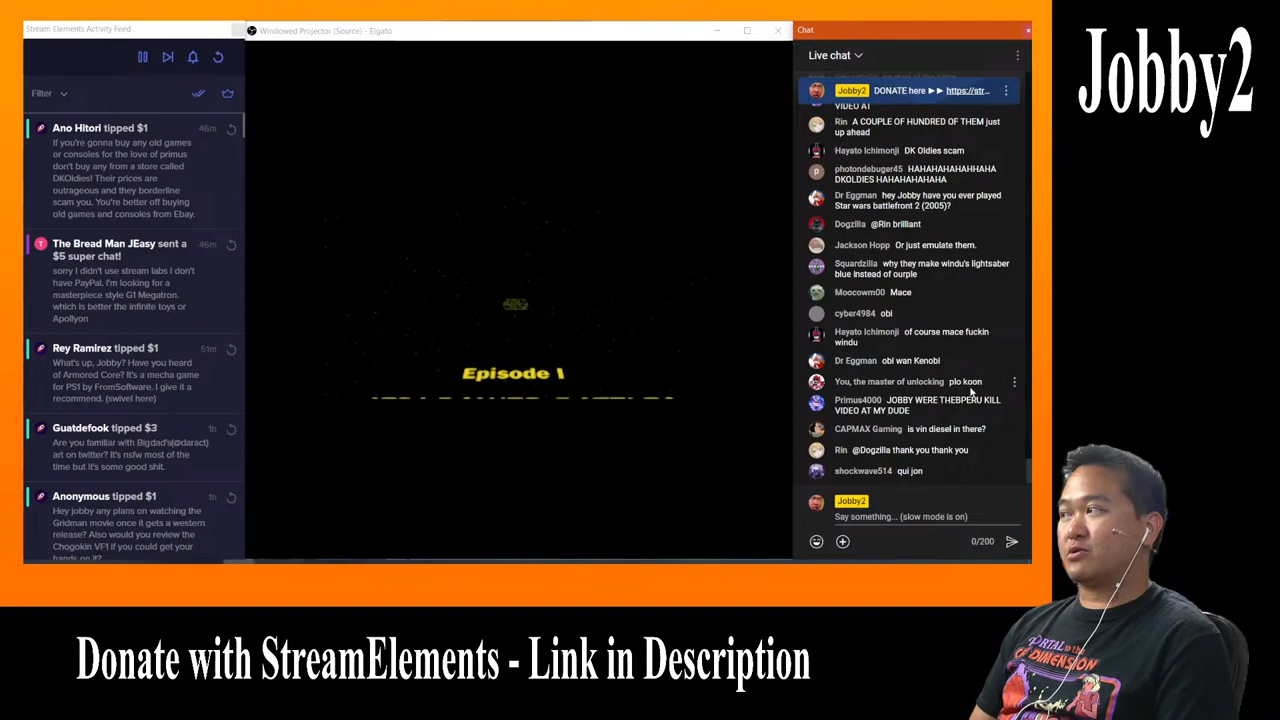 Stream Elements Activity Feed
Filter
Ano Hitori tipped $1
46m
If you're gonna buy any old games
or consoles for the love of primus
don't buy any from a store called
DKOldies! Their prices are
outrageous and they borderline
scam you. You're better off buying
old games and consoles from Ebay.
The Bread Man JEasy sent a
$5 super chat!
46m
sorry I didn't use stream labs I don't
have PayPal. I'm looking for a
masterpiece style G1 Megatron.
which is better the infinite toys or
Apollyon
Rey Ramirez tipped $1
51m
What's up, Jobby? Have you heard
of Armored Core? It's a mecha game
for PS1 by FromSoftware. I give it a
recommend. (swivel here)
Guatdefook tipped $3
1h
Are you familiar with Bigdad's(@daract)
art on twitter? It's nsfw most of the
time but it's some good shit.
Anonymous tipped $1
1h
Hey jobby any plans on watching the
Gridman movie once it gets a western
release? Also would you review the
Chogokin VF1 if you could get your
hands on it?
Windowed Projector (Source) - Elgato
Episode I
Chat
Live chat
Jobby2 DONATE here ►► https://str...
VIDEO AT
Rin A COUPLE OF HUNDRED OF THEM just
up ahead
Hayato Ichimonji DK Oldies scam
photondebuger45 HAHAHAHAHAHHAHA
DKOLDIES HAHAHAHAHAHA
Dr Eggman hey Jobby have you ever played
Star wars battlefront 2 (2005)?
Dogzilla @Rin brilliant
Jackson Hopp Or just emulate them.
Squardzilla why they make windu's lightsaber
blue instead of ourple
Moocowm00 Mace
cyber4984 obi
Hayato Ichimonji of course mace fuckin
windu
Dr Eggman obi wan Kenobi
You, the master of unlocking plo koon
Primus4000 JOBBY WERE THEBPERU KILL
VIDEO AT MY DUDE
CAPMAX Gaming is vin diesel in there?
Rin @Dogzilla thank you thank you
shockwave514 qui jon
Jobby2
Say something... (slow mode is on)
0/200
Jobby2
PORTAL to the
DIMENSION
Donate with StreamElements - Link in Description